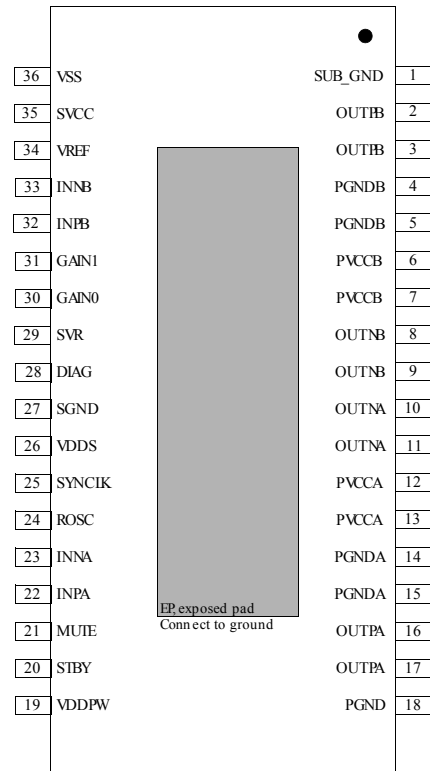 36 VSS SUB_GND 1
35 SVCC OUTPB 2
34 VREF OUTPB 3
33 INNB PGNDB 4
32 INPB PGNDB 5
31 GAIN1 PVCCB 6
30 GAIN0 PVCCB 7
29 SVR OUTNB 8
28 DIAG OUTNB 9
27 SGND OUTNA 10
26 VDDS OUTNA 11
25 SYNCLK PVCCA 12
24 ROSC PVCCA 13
23 INNA PGNDA 14
22 INPA PGNDA 15
EP, exposed pad
Connect to ground
21 MUTE OUTPA 16
20 STBY OUTPA 17
19 VDDPW PGND 18